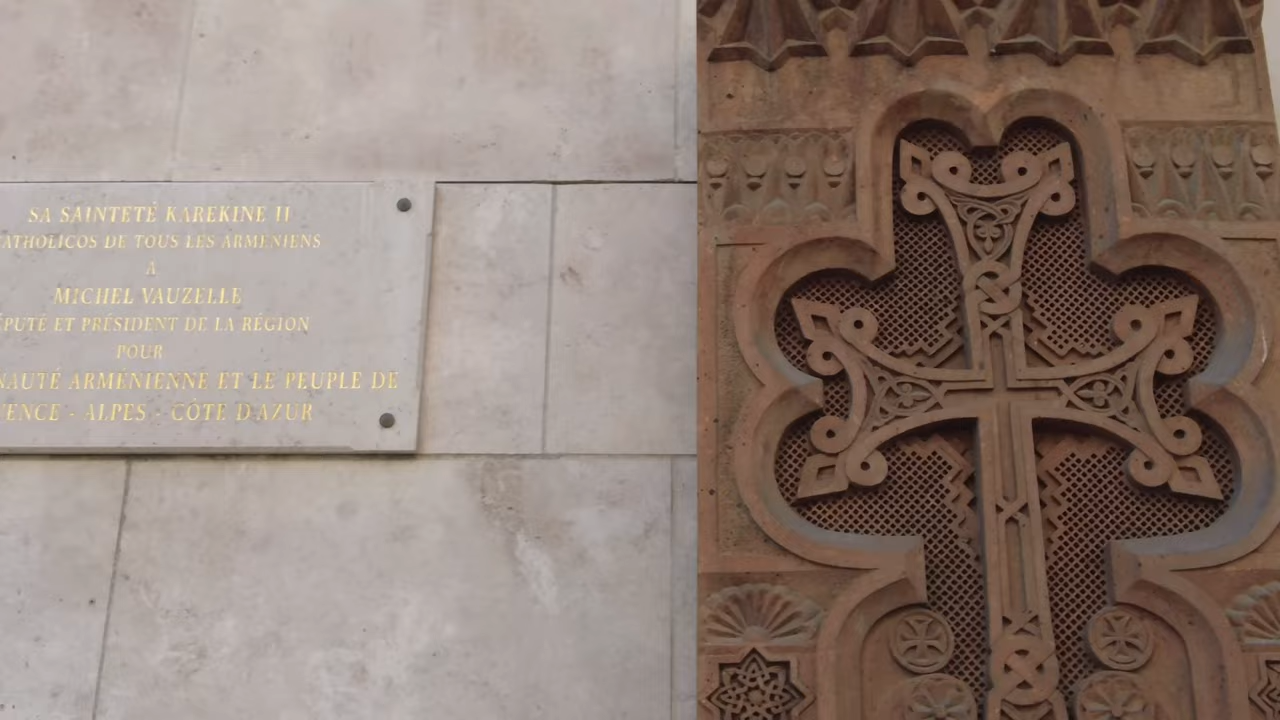 SA SAINTETÉ KAREKINE II
CATHOLICOS DE TOUS LES ARMÉNIENS
A
MICHEL VAUZELLE
ÉPUTÉ ET PRÉSIDENT DE LA RÉGION
POUR
NAUTÉ ARMÉNIENNE ET LE PEUPLE DE
ENCE - ALPES - CÔTE D'AZUR